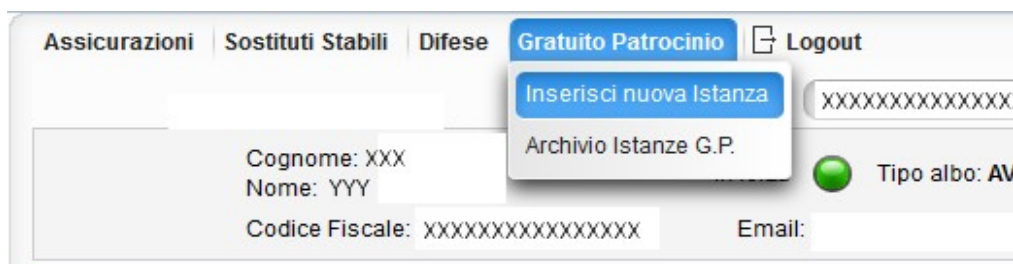 Assicurazioni Sostituti Stabili Difese Gratuito Patrocinio Logout
Inserisci nuova Istanza
XXXXXXXXXXXXXXX
Archivio Istanze G.P.
Cognome: XXX
Nome: YYY
Tipo albo: AV
Codice Fiscale: XXXXXXXXXXXXXXXX Email: